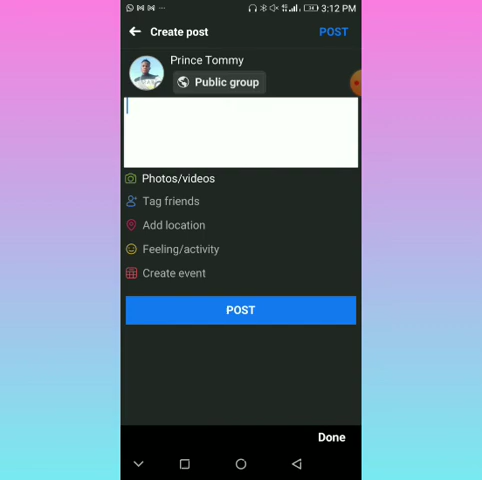 3:12 PM
Create post
POST
Prince Tommy
Public group
Photos/videos
Tag friends
Add location
Feeling/activity
Create event
POST
Done